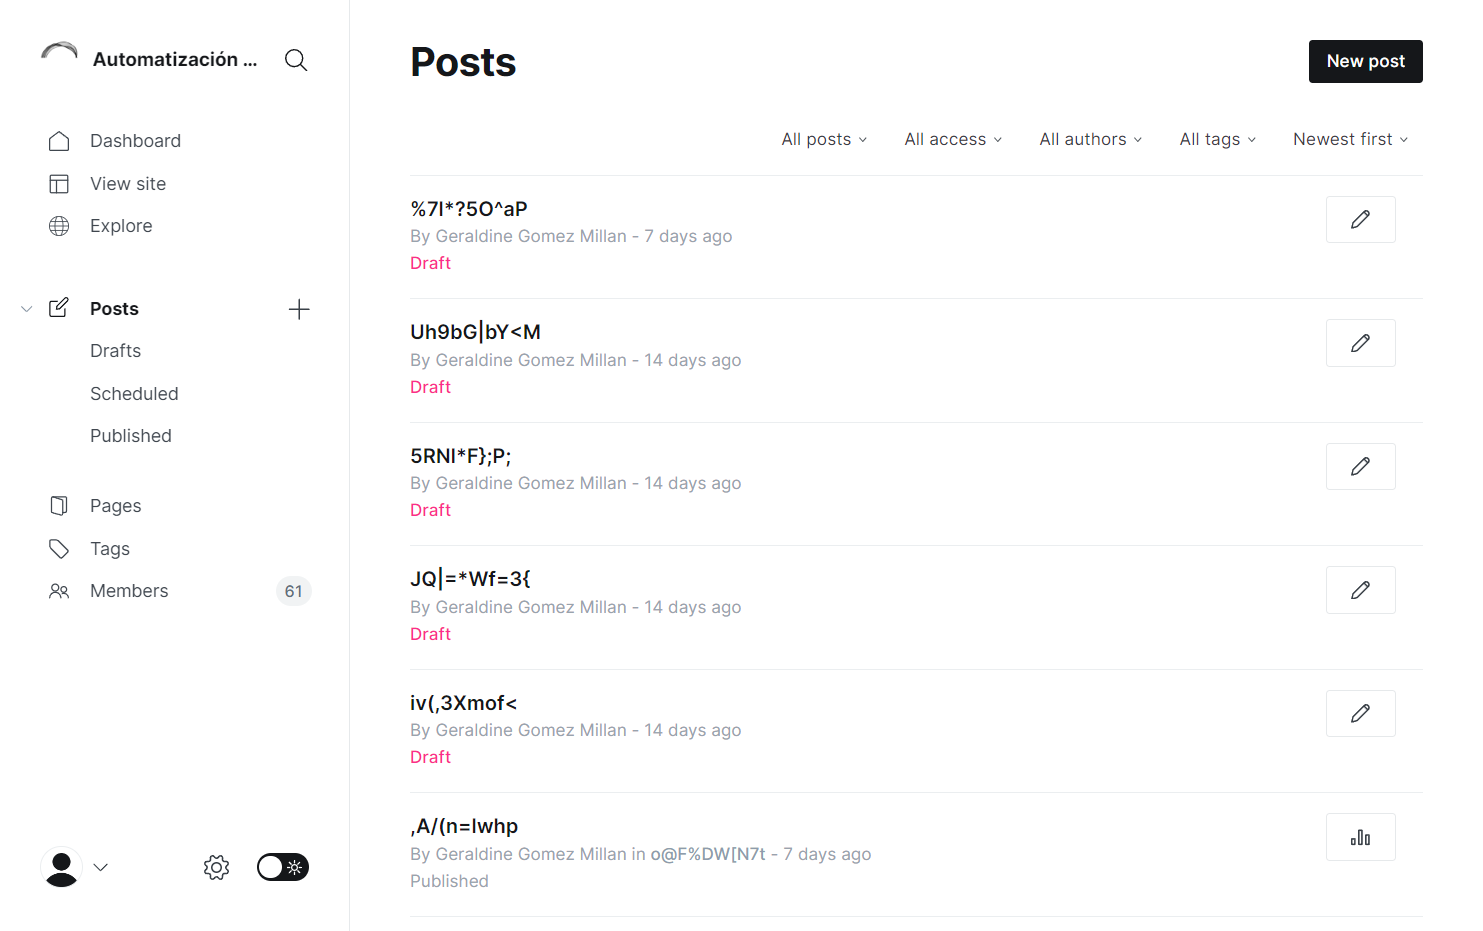 Automatización ...
Dashboard
View site
Explore
Posts
Drafts
Scheduled
Published
Pages
Tags
Members 61
Posts
New post
All posts
All access
All authors
All tags
Newest first
%7I*?5O^aP
By Geraldine Gomez Millan - 7 days ago
Draft
Uh9bG|bY<M
By Geraldine Gomez Millan - 14 days ago
Draft
5RNI*F};P;
By Geraldine Gomez Millan - 14 days ago
Draft
JQ|=*Wf=3{
By Geraldine Gomez Millan - 14 days ago
Draft
iv(,3Xmof<
By Geraldine Gomez Millan - 14 days ago
Draft
,A/(n=lwhp
By Geraldine Gomez Millan in o@F%DW[N7t - 7 days ago
Published